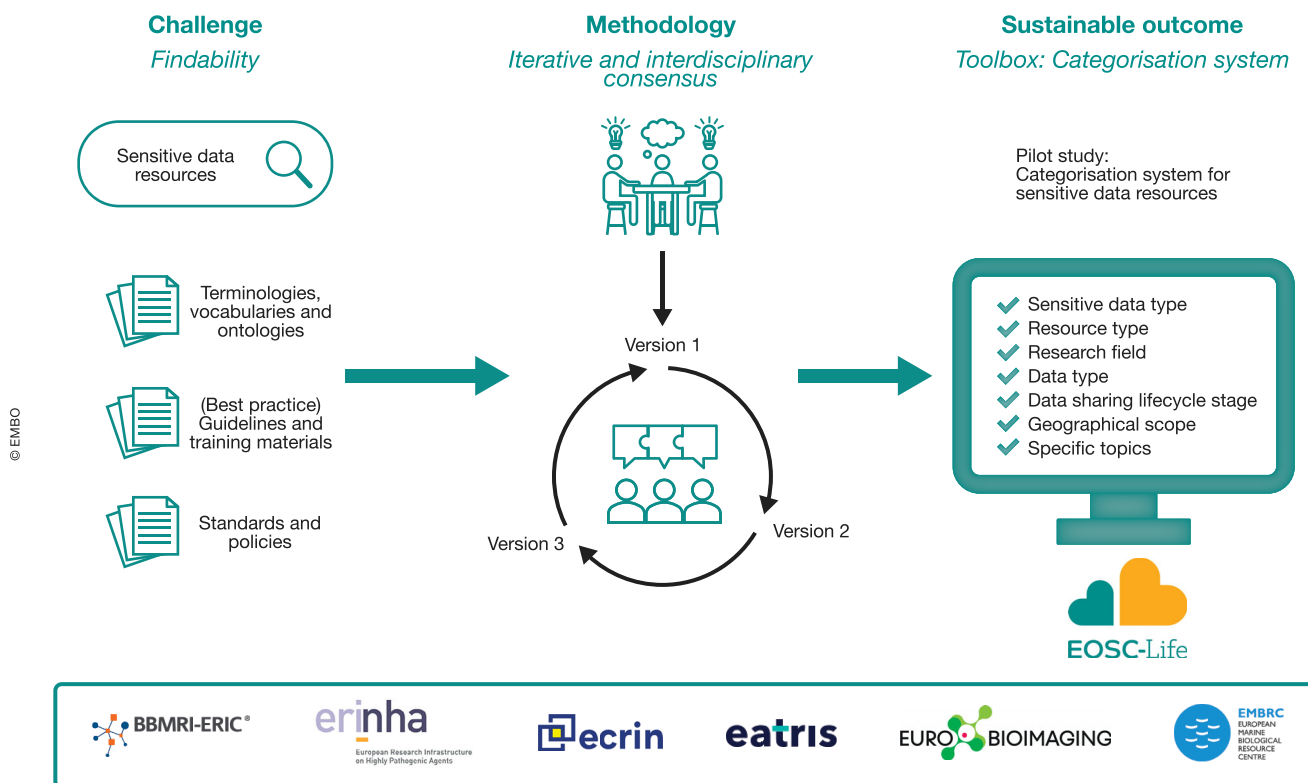 Challenge
Findability
Sensitive data
resources
Terminologies,
vocabularies and
ontologies
(Best practice)
Guidelines and
training materials
Standards and
policies
© EMBO
Methodology
Iterative and interdisciplinary
consensus
Version 1
Version 2
Version 3
Sustainable outcome
Toolbox: Categorisation system
Pilot study:
Categorisation system for
sensitive data resources
Sensitive data type
Resource type
Research field
Data type
Data sharing lifecycle stage
Geographical scope
Specific topics
EOSC-Life
BBMRI-ERIC®
erinha
European Research Infrastructure
on Highly Pathogenic Agents
ecrin
eatris
EURO BIOIMAGING
EMBRC
EUROPEAN
MARINE
BIOLOGICAL
RESOURCE
CENTRE